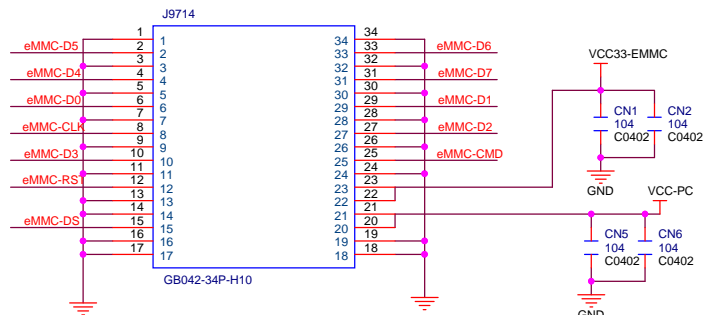 J9714
1 1 34 34
eMMC-D5 2 2 33 33 eMMC-D6
3 3 32 32
eMMC-D4 4 4 31 31 eMMC-D7
5 5 30 30
eMMC-D0 6 6 29 29 eMMC-D1
7 7 28 28
eMMC-CLK 8 8 27 27 eMMC-D2
9 9 26 26
eMMC-D3 10 10 25 25 eMMC-CMD
11 11 24 24
eMMC-RST 12 12 23 23
13 13 22 22
14 14 21 21
eMMC-DS 15 15 20 20
16 16 19 19
17 17 18 18
GB042-34P-H10
VCC33-EMMC
CN1 CN2
104 104
C0402 C0402
GND
VCC-PC
CN5 CN6
104 104
C0402 C0402
GND